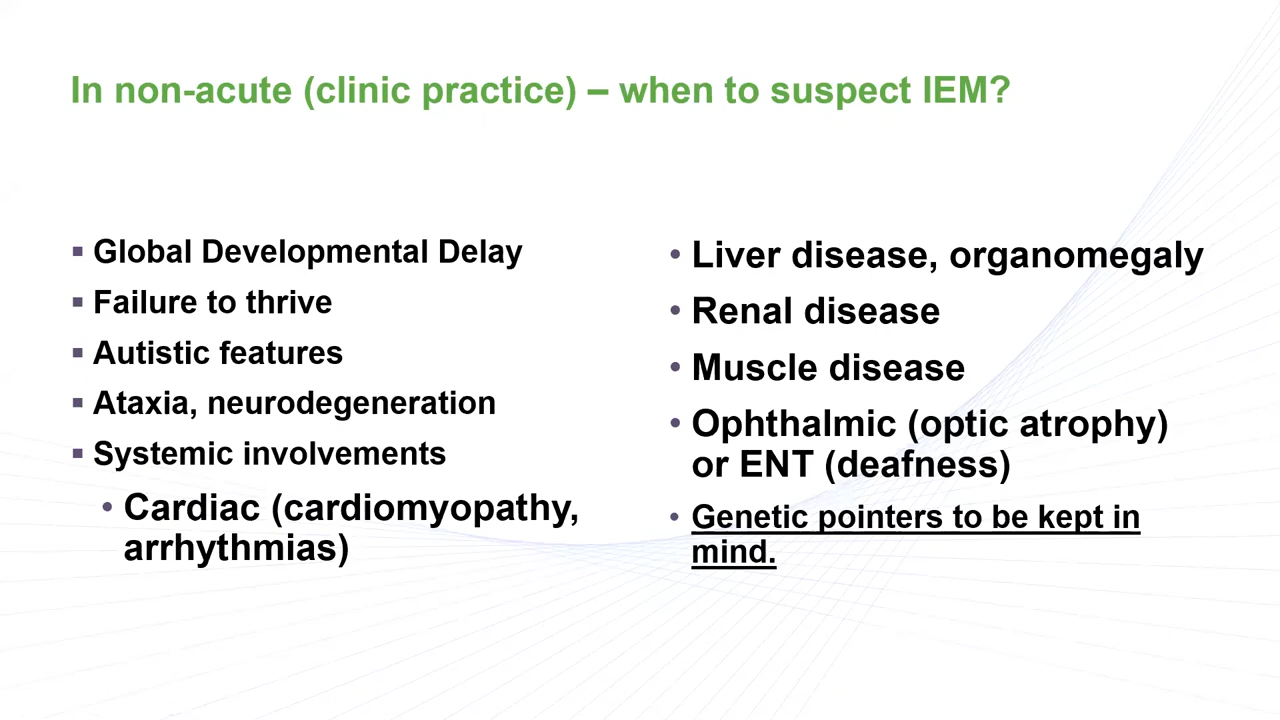 In non-acute (clinic practice) – when to suspect IEM?
▪ Global Developmental Delay
▪ Failure to thrive
▪ Autistic features
▪ Ataxia, neurodegeneration
▪ Systemic involvements
• Cardiac (cardiomyopathy,
arrhythmias)
• Liver disease, organomegaly
• Renal disease
• Muscle disease
• Ophthalmic (optic atrophy)
or ENT (deafness)
• Genetic pointers to be kept in
mind.